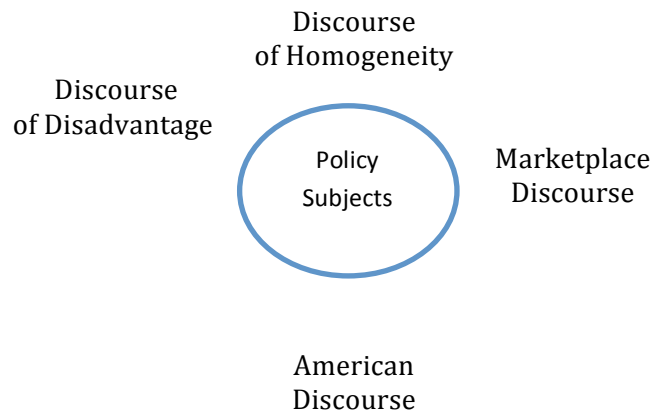 Discourse
of Homogeneity
Discourse
of Disadvantage
Policy
Subjects
Marketplace
Discourse
American
Discourse